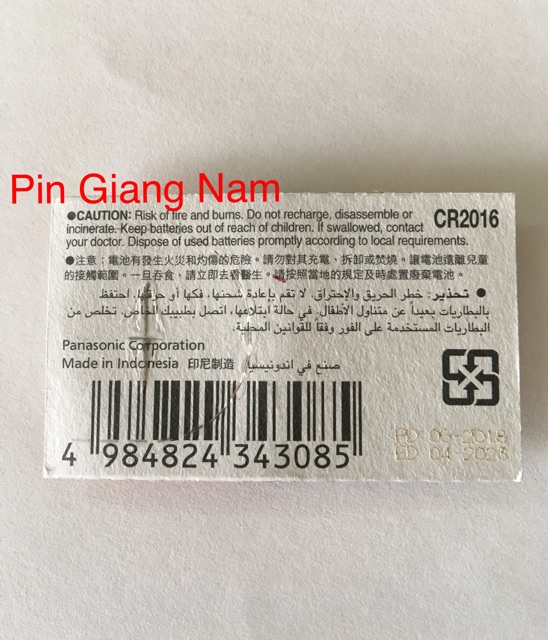 Pin Giang Nam
●CAUTION: Risk of fire and burns. Do not recharge, disassemble or
incinerate. Keep batteries out of reach of children. If swallowed, contact
your doctor. Dispose of used batteries promptly according to local requirements.
CR2016
●注意：電池有發生火災和灼傷的危險。請勿對其充電，拆卸或焚燒。讓電池遠離兒童
的接觸範圍。一旦吞食，請立即去看醫生。請按照當地的規定及時處置廢棄電池。
● تحذير: خطر الحريق والإحتراق. لا تقم بإعادة شحنها، فكها أو حرقها. احتفظ
بالبطاريات بعيداً عن متناول الأطفال. في حالة ابتلاعها، اتصل بطبيبك الخاص. تخلص من
البطاريات المستخدمة على الفور وفقاً للقوانين المحلية.
Panasonic Corporation
Made in Indonesia 印尼制造 صنع في اندونيسيا
4 984824 343085
PD 05-2018
ED 04-2023